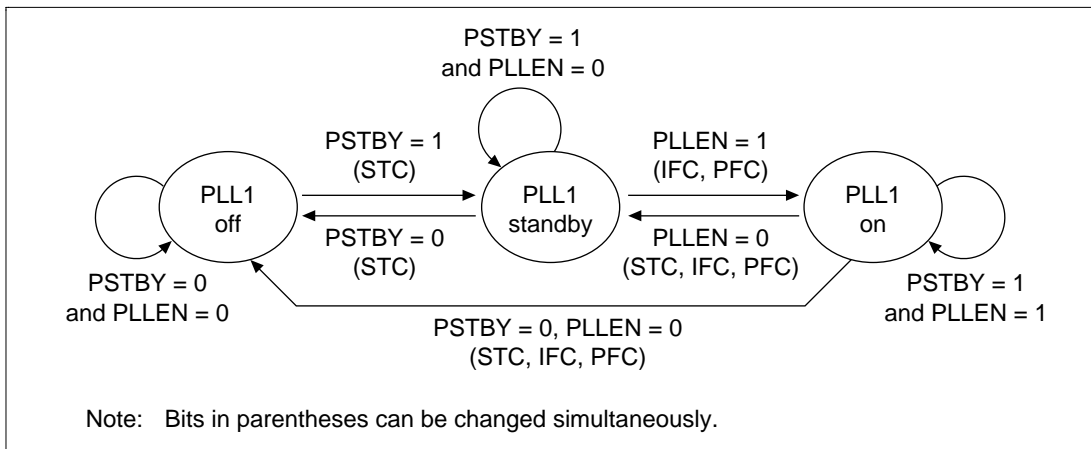 PSTBY = 1
and PLLEN = 0
PSTBY = 1
(STC)
PLLEN = 1
(IFC, PFC)
PLL1
off
PLL1
standby
PLL1
on
PSTBY = 0
(STC)
PLLEN = 0
(STC, IFC, PFC)
PSTBY = 0
and PLLEN = 0
PSTBY = 1
and PLLEN = 1
PSTBY = 0, PLLEN = 0
(STC, IFC, PFC)
Note: Bits in parentheses can be changed simultaneously.